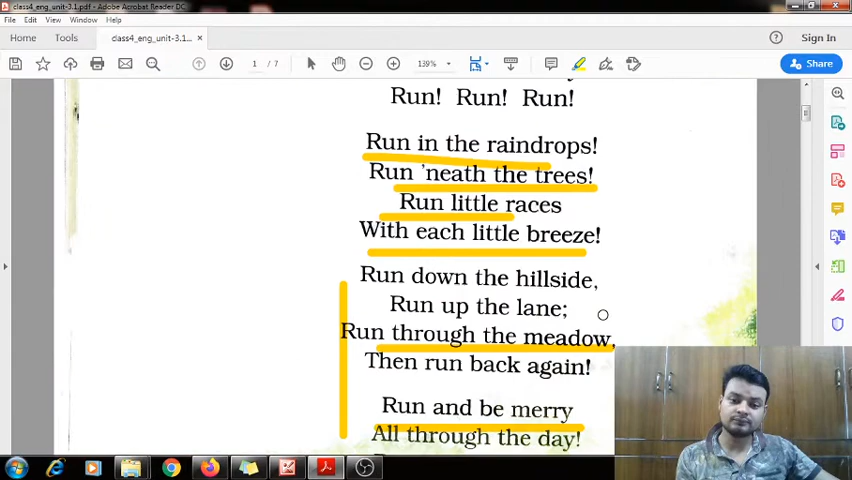 class4_eng_unit-3.1.pdf - Adobe Acrobat Reader DC
File Edit View Window Help
Home Tools class4_eng_unit-3.1... × Sign In
1 / 7 139% Share
Run! Run! Run!
Run in the raindrops!
Run 'neath the trees!
Run little races
With each little breeze!
Run down the hillside,
Run up the lane;
Run through the meadow,
Then run back again!
Run and be merry
All through the day!